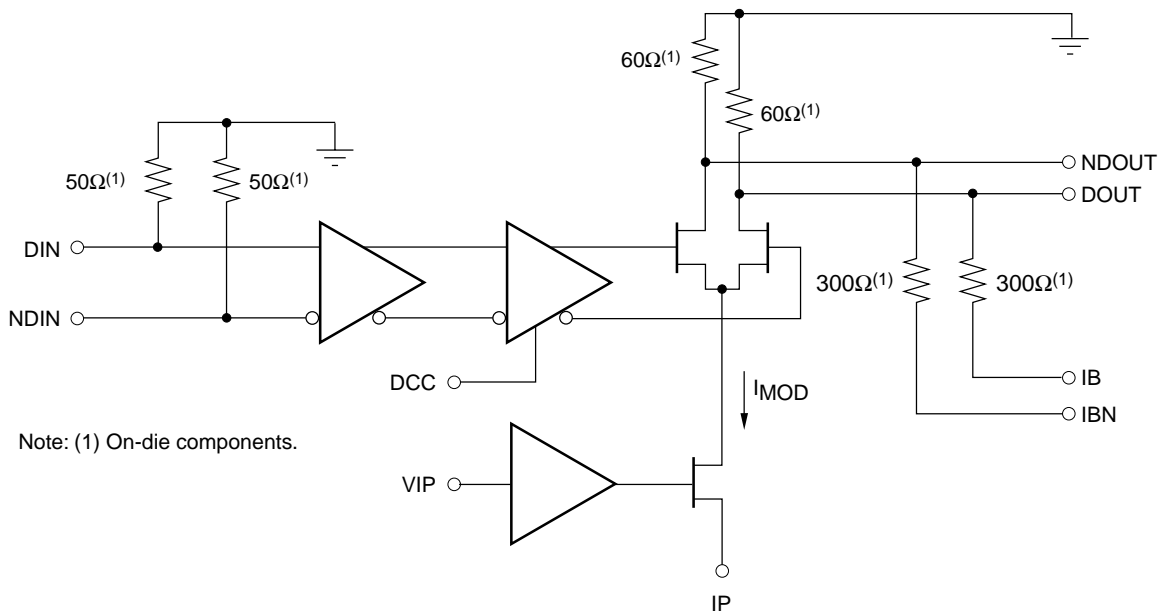 60Ω(1)
60Ω(1)
50Ω(1)
50Ω(1)
NDOUT
DOUT
DIN
300Ω(1)
300Ω(1)
NDIN
DCC
IMOD
IB
IBN
Note: (1) On-die components.
VIP
IP